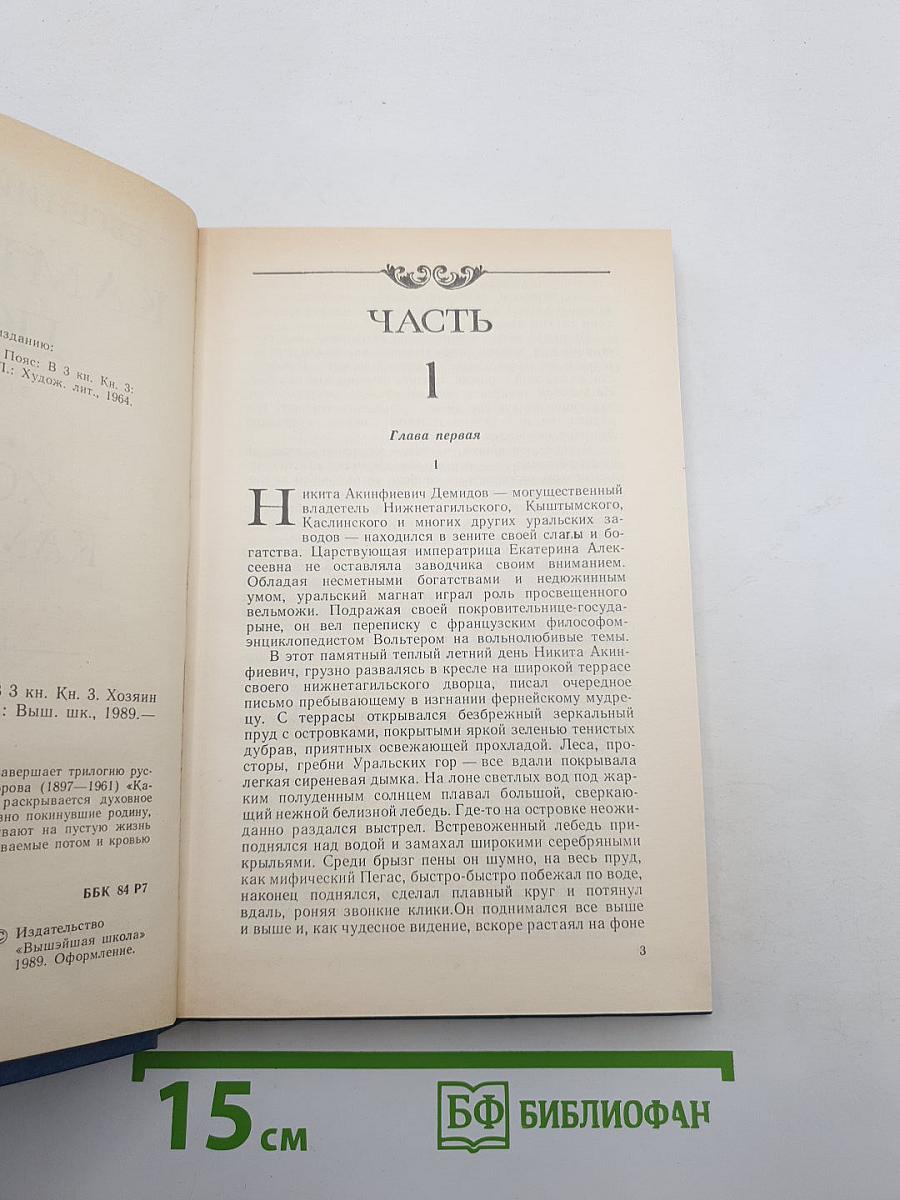 изданию:
Пояс: В 3 кн. Кн. 3:
Л.: Худож. лит., 1964.
3 кн. Кн. 3. Хозяин
.: Выш. шк., 1989.—
завершает трилогию рус-
орова (1897—1961) «Ка-
раскрывается духовное
вно покинувшие родину,
вают на пустую жизнь
ваемые потом и кровью
ББК 84 Р7
© Издательство
«Вышэйшая школа»
1989. Оформление.
ЧАСТЬ
1
Глава первая
1
Никита Акинфиевич Демидов — могущественный
владетель Нижнетагильского, Кыштымского,
Каслинского и многих других уральских за-
водов — находился в зените своей славы и бо-
гатства. Царствующая императрица Екатерина Алек-
сеевна не оставляла заводчика своим вниманием.
Обладая несметными богатствами и недюжинным
умом, уральский магнат играл роль просвещенного
вельможи. Подражая своей покровительнице-госуда-
рыне, он вел переписку с французским философом-
энциклопедистом Вольтером на вольнолюбивые темы.
В этот памятный теплый летний день Никита Акин-
фиевич, грузно развалясь в кресле на широкой террасе
своего нижнетагильского дворца, писал очередное
письмо пребывающему в изгнании фернейскому мудре-
цу. С террасы открывался безбрежный зеркальный
пруд с островками, покрытыми яркой зеленью тенистых
дубрав, приятных освежающей прохладой. Леса, про-
сторы, гребни Уральских гор — все вдали покрывала
легкая сиреневая дымка. На лоне светлых вод под жар-
ким полуденным солнцем плавал большой, сверкаю-
щий нежной белизной лебедь. Где-то на островке неожи-
данно раздался выстрел. Встревоженный лебедь при-
поднялся над водой и замахал широкими серебряными
крыльями. Среди брызг пены он шумно, на весь пруд,
как мифический Пегас, быстро-быстро побежал по воде,
наконец поднялся, сделал плавный круг и потянул
вдаль, роняя звонкие клики.Он поднимался все выше
и выше и, как чудесное видение, вскоре растаял на фоне
3
15 см
БФ БИБЛИОФАН